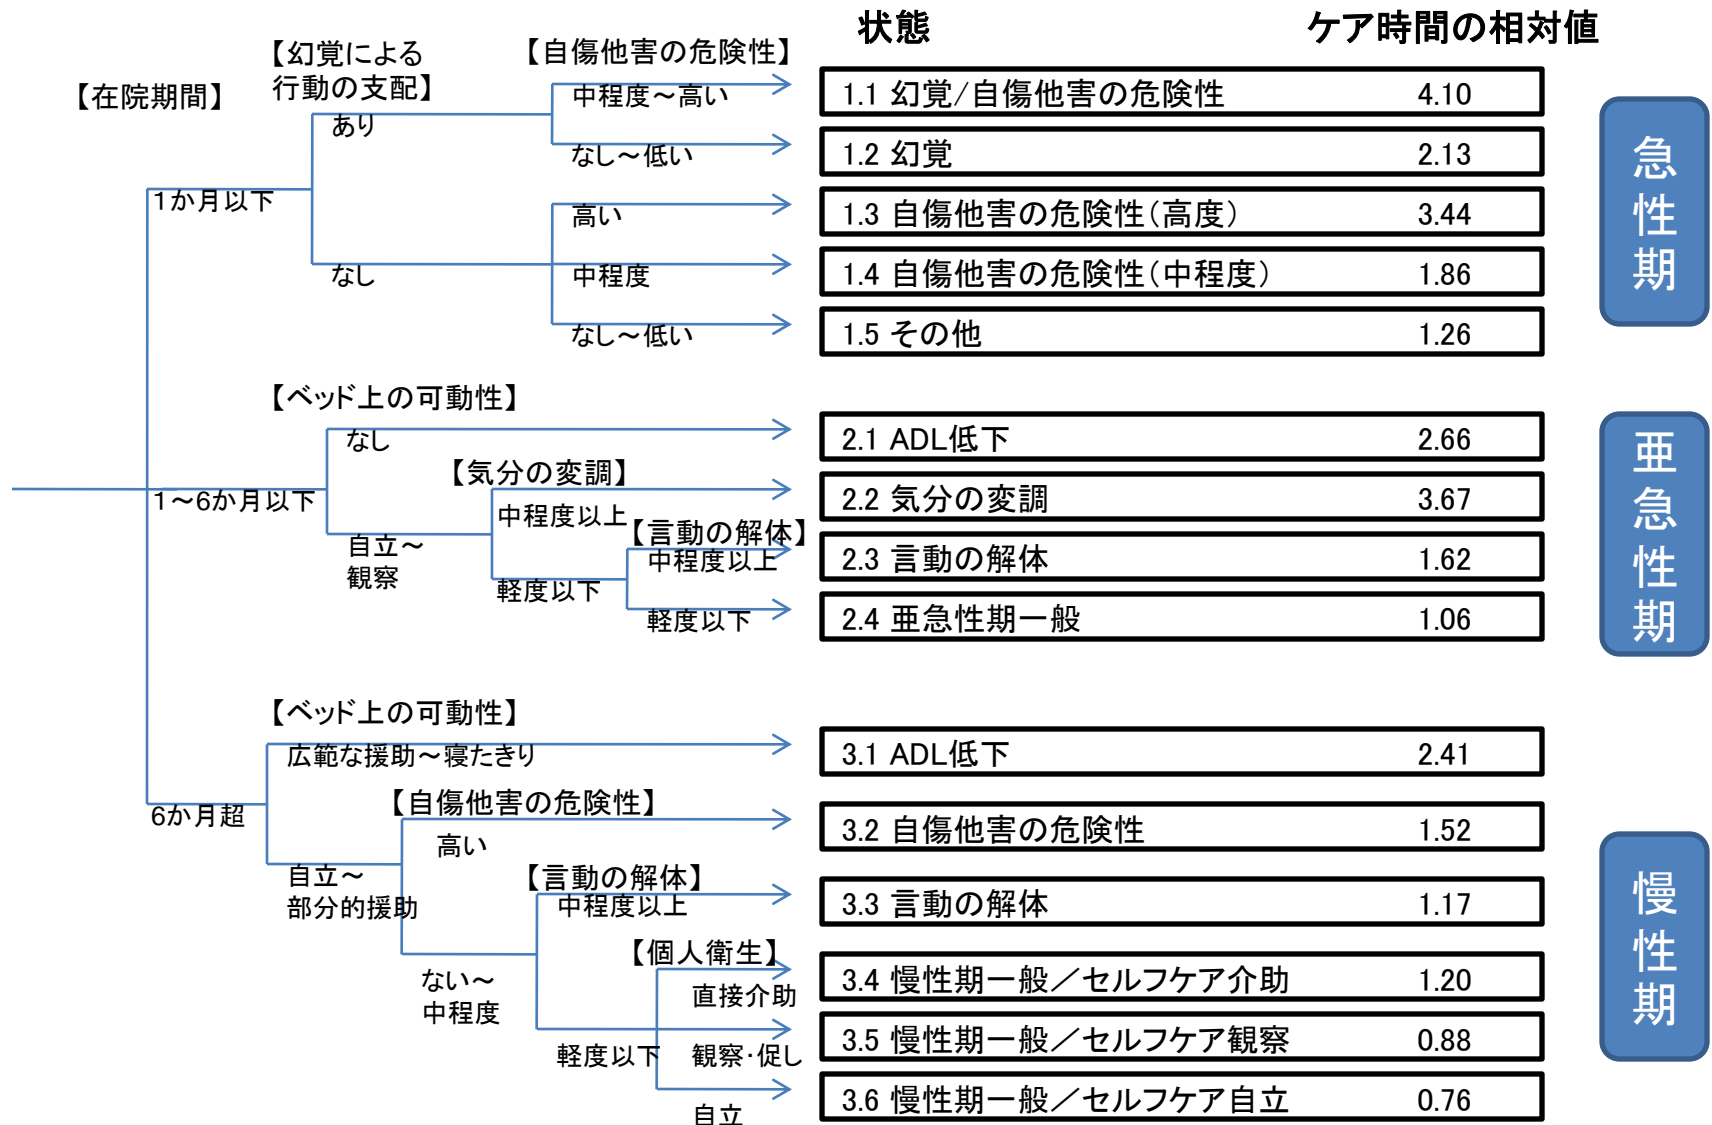 状態
ケア時間の相対値
【在院期間】
【幻覚による
行動の支配】
【自傷他害の危険性】
あり
中程度～高い
1.1 幻覚/自傷他害の危険性 4.10
なし～低い
1.2 幻覚 2.13
1か月以下
高い
1.3 自傷他害の危険性（高度） 3.44
なし
中程度
1.4 自傷他害の危険性（中程度） 1.86
なし～低い
1.5 その他 1.26
急性期
【ベッド上の可動性】
なし
2.1 ADL低下 2.66
1～6か月以下
【気分の変調】
中程度以上
2.2 気分の変調 3.67
自立～
観察
【言動の解体】
中程度以上
2.3 言動の解体 1.62
軽度以下
軽度以下
2.4 亜急性期一般 1.06
亜急性期
【ベッド上の可動性】
広範な援助～寝たきり
3.1 ADL低下 2.41
6か月超
【自傷他害の危険性】
高い
3.2 自傷他害の危険性 1.52
自立～
部分的援助
【言動の解体】
中程度以上
3.3 言動の解体 1.17
ない～
中程度
【個人衛生】
直接介助
3.4 慢性期一般／セルフケア介助 1.20
軽度以下
観察・促し
3.5 慢性期一般／セルフケア観察 0.88
自立
3.6 慢性期一般／セルフケア自立 0.76
慢性期